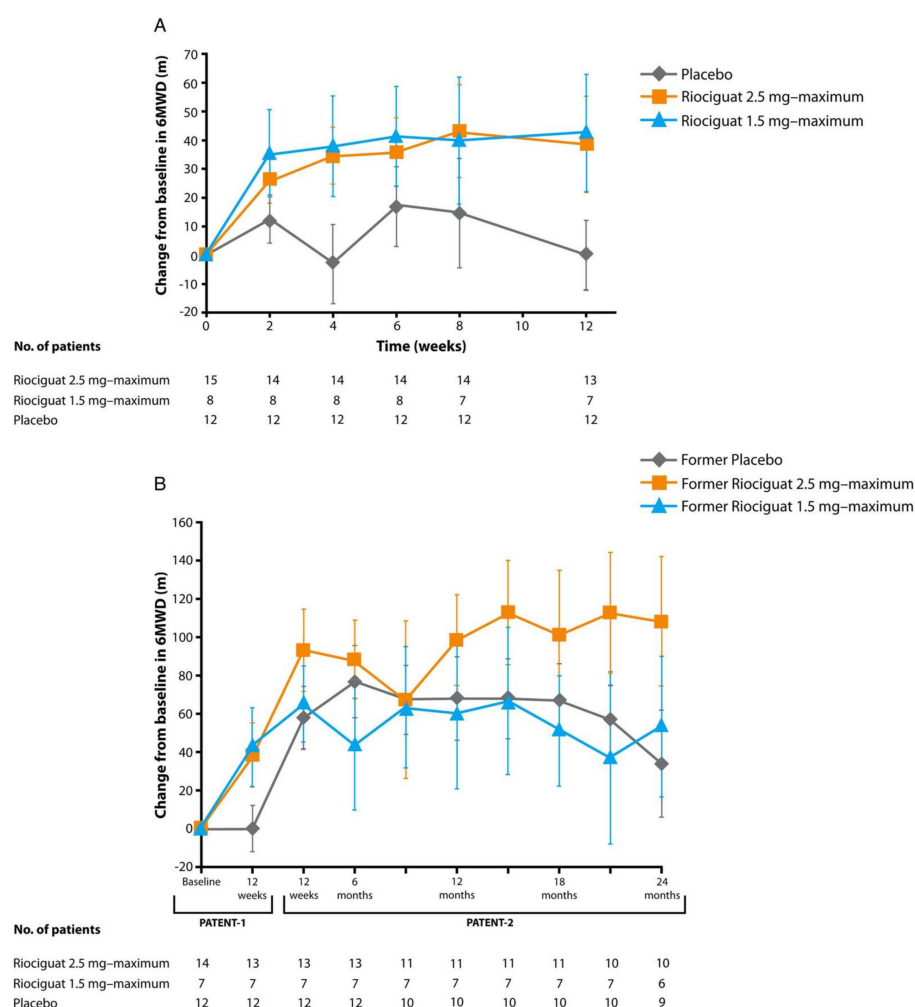 A
Change from baseline in 6MWD (m)
70
60
50
40
30
20
10
0
-10
-20
0 2 4 6 8 10 12
Time (weeks)
Placebo
Riociguat 2.5 mg–maximum
Riociguat 1.5 mg–maximum
No. of patients
Riociguat 2.5 mg–maximum 15 14 14 14 14 13
Riociguat 1.5 mg–maximum 8 8 8 8 7 7
Placebo 12 12 12 12 12 12
B
Former Placebo
Former Riociguat 2.5 mg–maximum
Former Riociguat 1.5 mg–maximum
Change from baseline in 6MWD (m)
160
140
120
100
80
60
40
20
0
-20
Baseline 12 12 6 12 18 24
weeks weeks months months months months
PATENT-1 PATENT-2
No. of patients
Riociguat 2.5 mg–maximum 14 13 13 13 11 11 11 11 10 10
Riociguat 1.5 mg–maximum 7 7 7 7 7 7 7 7 7 6
Placebo 12 12 12 12 10 10 10 10 10 9